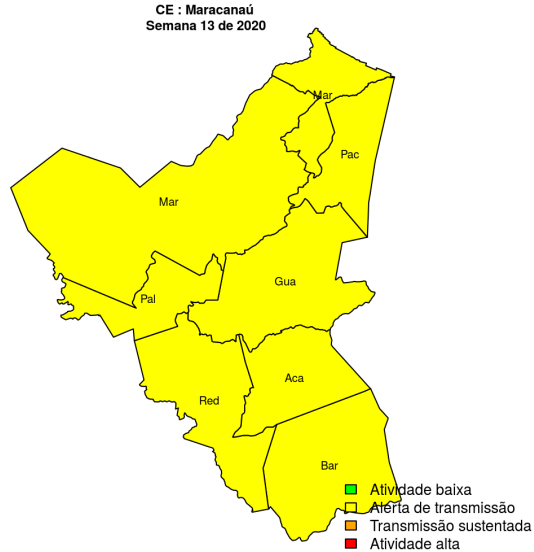 CE : Maracanaú
Semana 13 de 2020
Mar
Pac
Mar
Gua
Pal
Aca
Red
Bar
Atividade baixa
Alerta de transmissão
Transmissão sustentada
Atividade alta